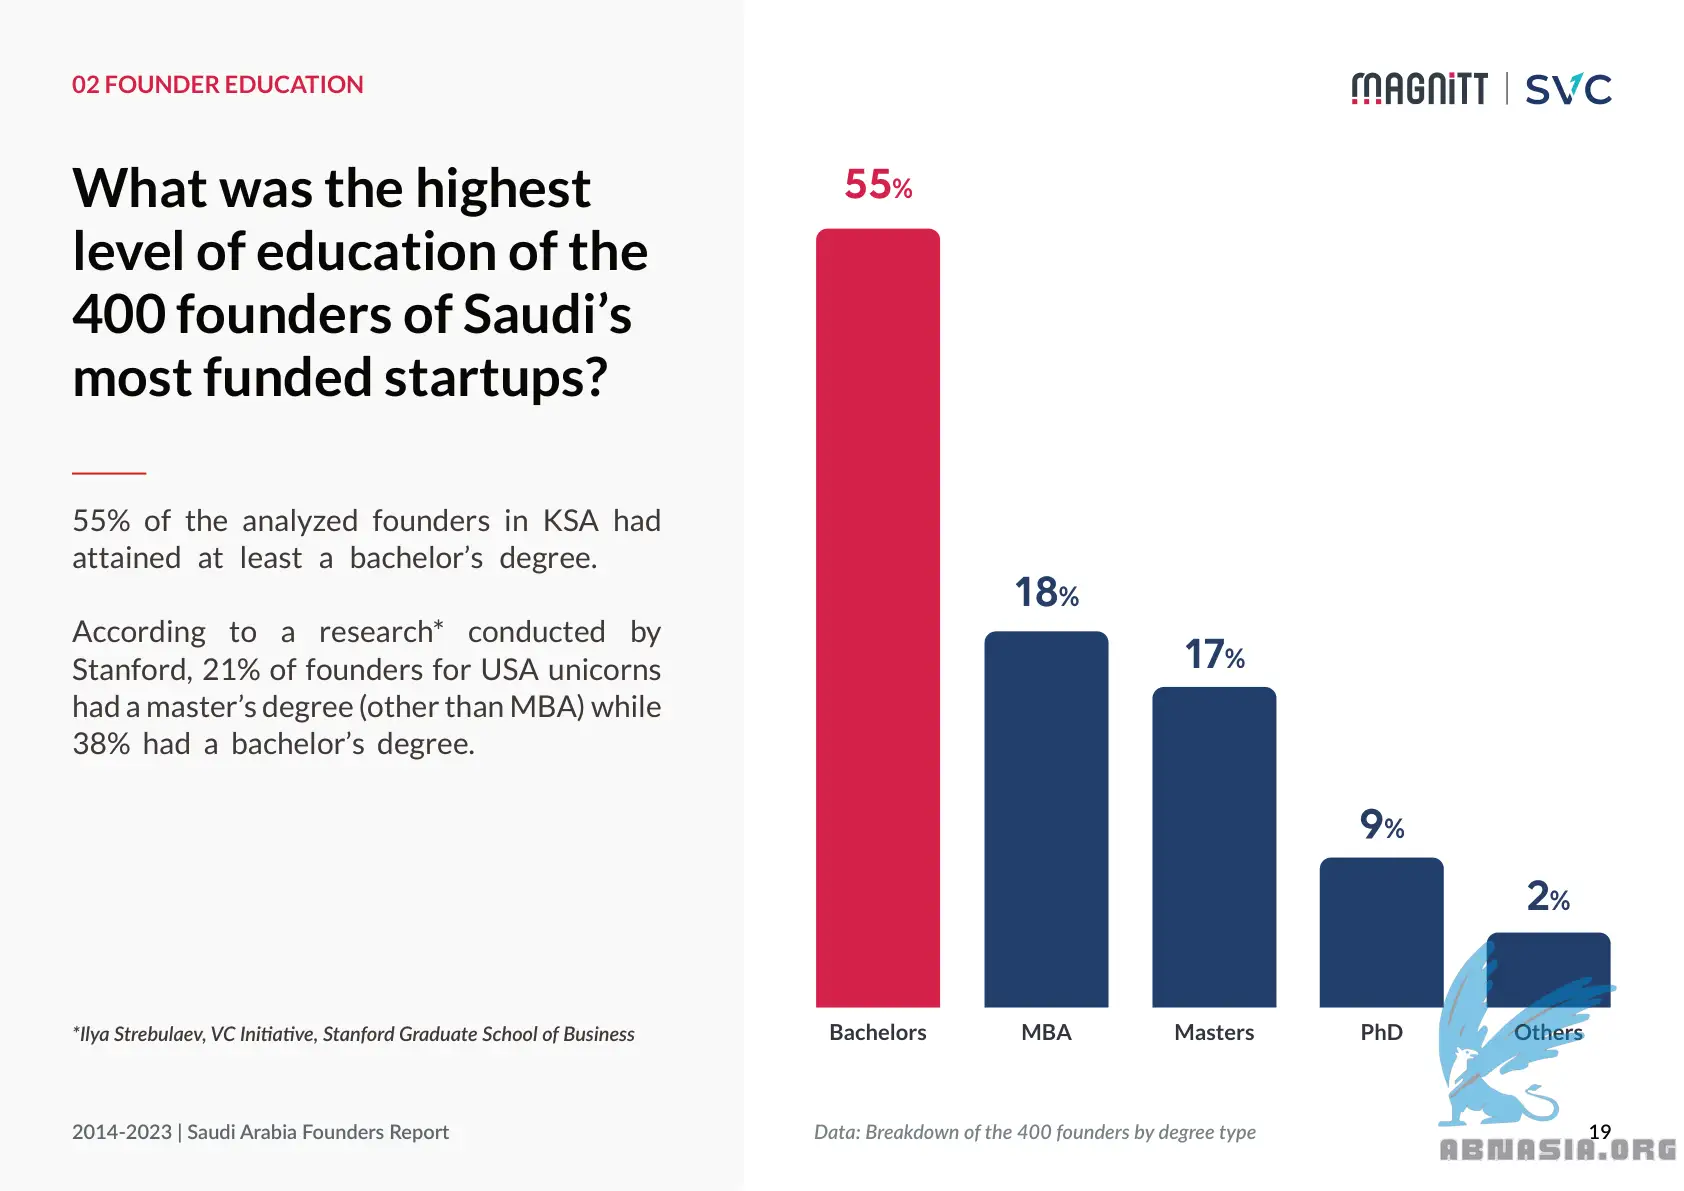 02 FOUNDER EDUCATION
MAGNiTT | SVC
What was the highest
level of education of the
400 founders of Saudi’s
most funded startups?
55% of the analyzed founders in KSA had
attained at least a bachelor’s degree.
According to a research* conducted by
Stanford, 21% of founders for USA unicorns
had a master’s degree (other than MBA) while
38% had a bachelor’s degree.
*Ilya Strebulaev, VC Initiative, Stanford Graduate School of Business
55%
18%
17%
9%
2%
Bachelors MBA Masters PhD Others
2014-2023 | Saudi Arabia Founders Report
Data: Breakdown of the 400 founders by degree type
19
ABNASIA.ORG